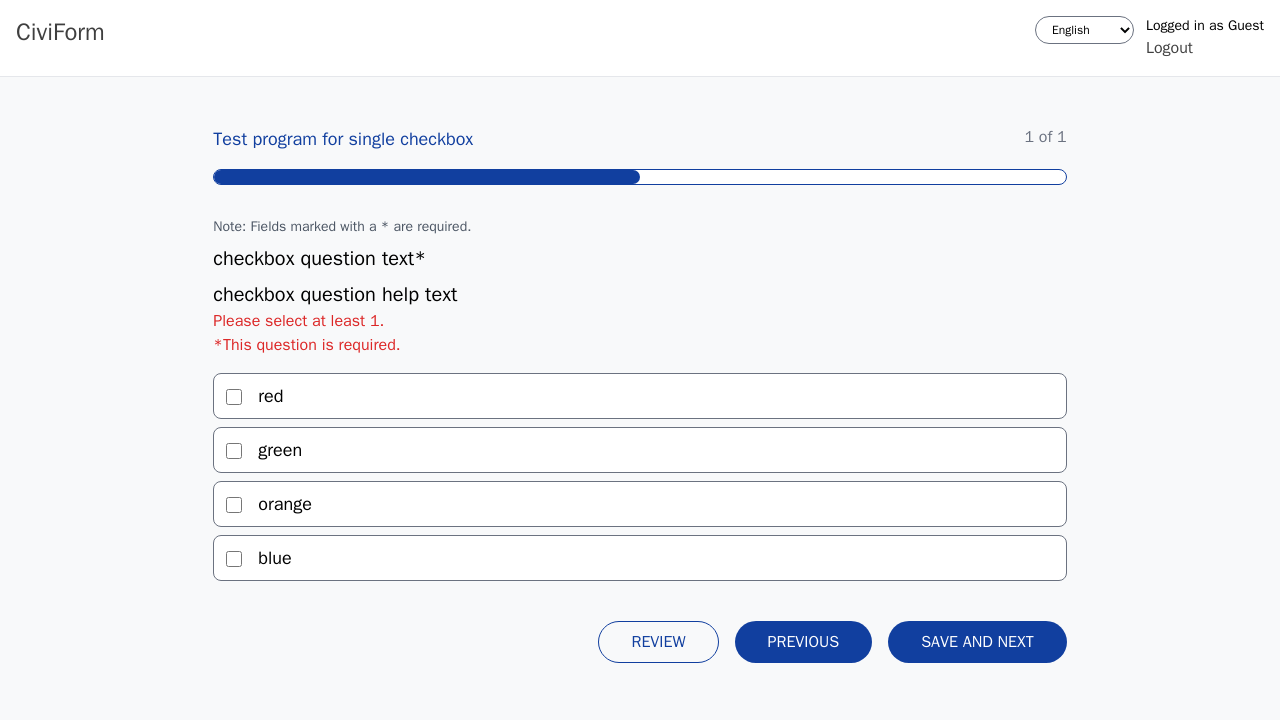 CiviForm
English
Logged in as Guest
Logout
Test program for single checkbox
1 of 1
Note: Fields marked with a * are required.
checkbox question text*
checkbox question help text
Please select at least 1.
*This question is required.
red
green
orange
blue
REVIEW
PREVIOUS
SAVE AND NEXT